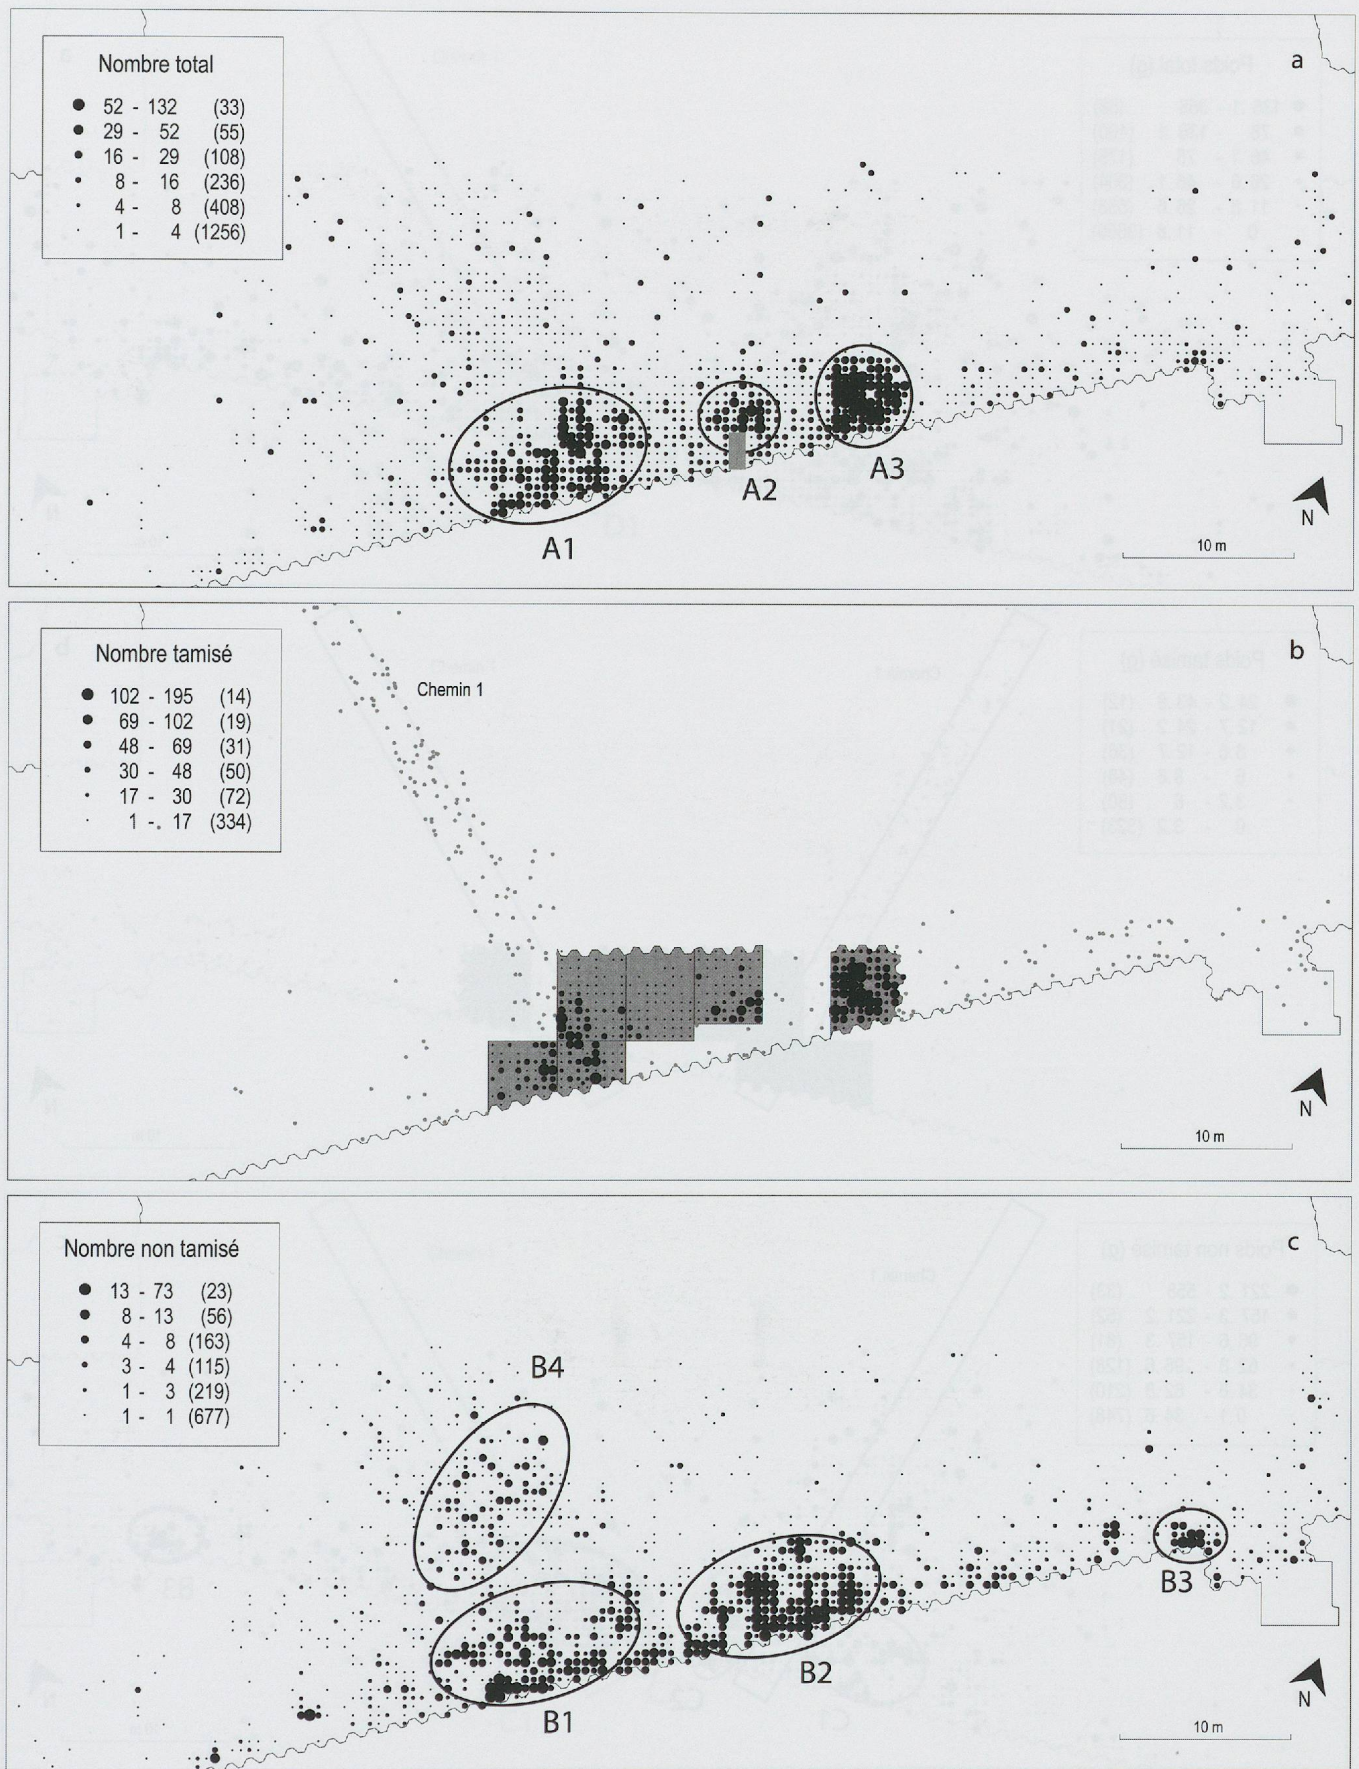 a
Nombre total
52 - 132 (33)
29 - 52 (55)
16 - 29 (108)
8 - 16 (236)
4 - 8 (408)
1 - 4 (1256)
A1
A2
A3
N
10 m
b
Nombre tamisé
102 - 195 (14)
69 - 102 (19)
48 - 69 (31)
30 - 48 (50)
17 - 30 (72)
1 - 17 (334)
Chemin 1
N
10 m
c
Nombre non tamisé
13 - 73 (23)
8 - 13 (56)
4 - 8 (163)
3 - 4 (115)
1 - 3 (219)
1 - 1 (677)
B4
B3
B2
B1
N
10 m